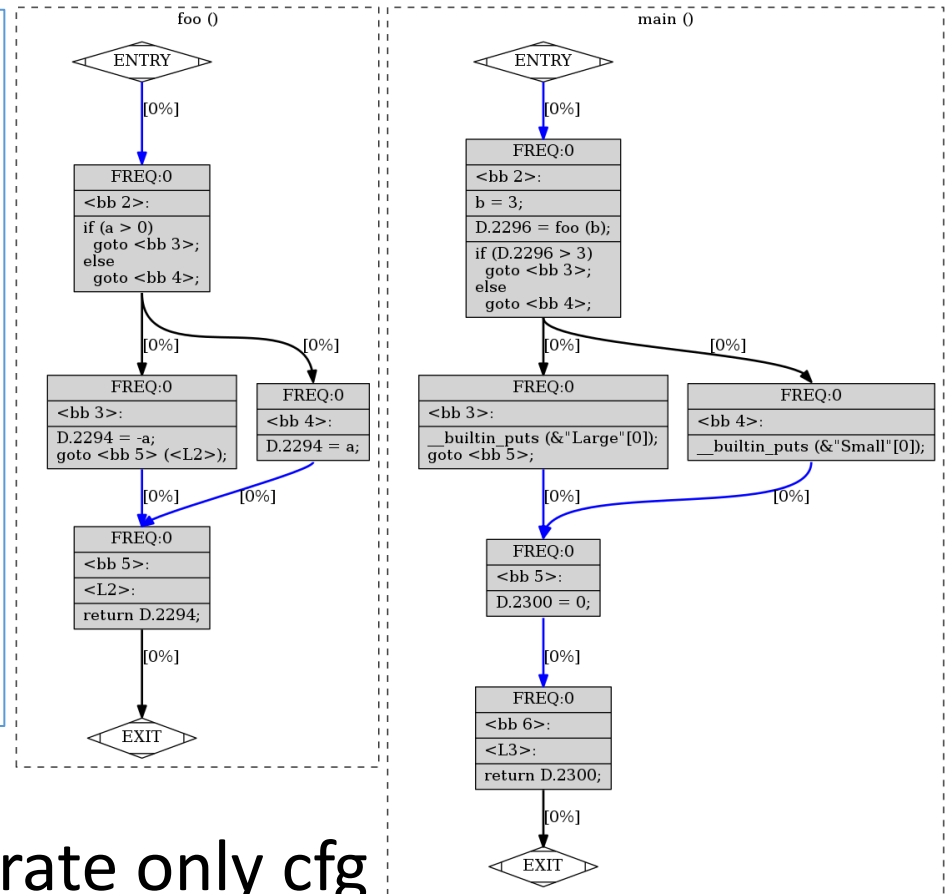 foo ()
ENTRY
[0%]
FREQ:0
<bb 2>:
if (a > 0)
goto <bb 3>;
else
goto <bb 4>;
[0%]
[0%]
FREQ:0
<bb 3>:
D.2294 = -a;
goto <bb 5> (<L2>);
FREQ:0
<bb 4>:
D.2294 = a;
[0%]
[0%]
FREQ:0
<bb 5>:
<L2>:
return D.2294;
[0%]
EXIT
main ()
ENTRY
[0%]
FREQ:0
<bb 2>:
b = 3;
D.2296 = foo (b);
if (D.2296 > 3)
goto <bb 3>;
else
goto <bb 4>;
[0%]
[0%]
FREQ:0
<bb 3>:
__builtin_puts (&"Large"[0]);
goto <bb 5>;
FREQ:0
<bb 4>:
__builtin_puts (&"Small"[0]);
[0%]
[0%]
FREQ:0
<bb 5>:
D.2300 = 0;
[0%]
FREQ:0
<bb 6>:
<L3>:
return D.2300;
[0%]
EXIT
rate only cfg